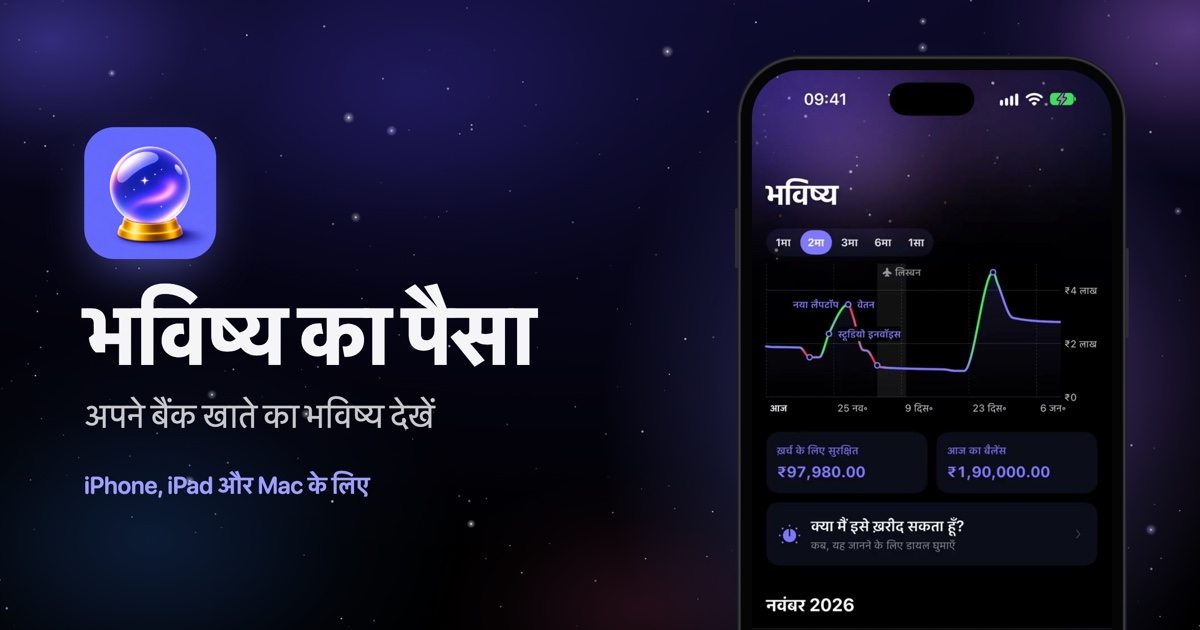 भविष्य का पैसा
अपने बैंक खाते का भविष्य देखें
iPhone, iPad और Mac के लिए
09:41
भविष्य
1मा 2मा 3मा 6मा 1सा
लिस्बन
₹4 लाख
नया लैपटॉप वेतन
स्टूडियो इनवॉइस
₹2 लाख
₹0
आज 25 नव॰ 9 दिस॰ 23 दिस॰ 6 जन॰
ख़र्च के लिए सुरक्षित
₹97,980.00
आज का बैलेंस
₹1,90,000.00
क्या मैं इसे ख़रीद सकता हूँ?
कब, यह जानने के लिए डायल घुमाएँ
नवंबर 2026